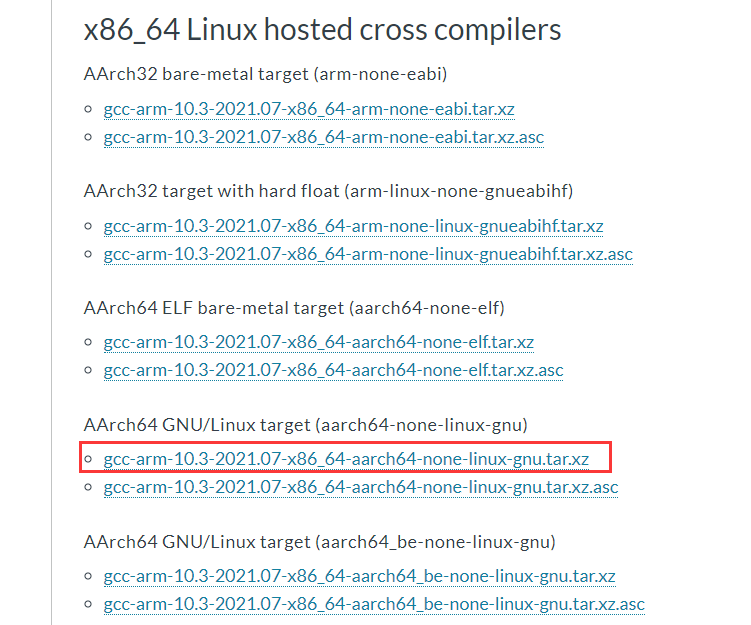 x86_64 Linux hosted cross compilers
AArch32 bare-metal target (arm-none-eabi)
gcc-arm-10.3-2021.07-x86_64-arm-none-eabi.tar.xz
gcc-arm-10.3-2021.07-x86_64-arm-none-eabi.tar.xz.asc
AArch32 target with hard float (arm-linux-none-gnueabihf)
gcc-arm-10.3-2021.07-x86_64-arm-none-linux-gnueabihf.tar.xz
gcc-arm-10.3-2021.07-x86_64-arm-none-linux-gnueabihf.tar.xz.asc
AArch64 ELF bare-metal target (aarch64-none-elf)
gcc-arm-10.3-2021.07-x86_64-aarch64-none-elf.tar.xz
gcc-arm-10.3-2021.07-x86_64-aarch64-none-elf.tar.xz.asc
AArch64 GNU/Linux target (aarch64-none-linux-gnu)
gcc-arm-10.3-2021.07-x86_64-aarch64-none-linux-gnu.tar.xz
gcc-arm-10.3-2021.07-x86_64-aarch64-none-linux-gnu.tar.xz.asc
AArch64 GNU/Linux target (aarch64_be-none-linux-gnu)
gcc-arm-10.3-2021.07-x86_64-aarch64_be-none-linux-gnu.tar.xz
gcc-arm-10.3-2021.07-x86_64-aarch64_be-none-linux-gnu.tar.xz.asc